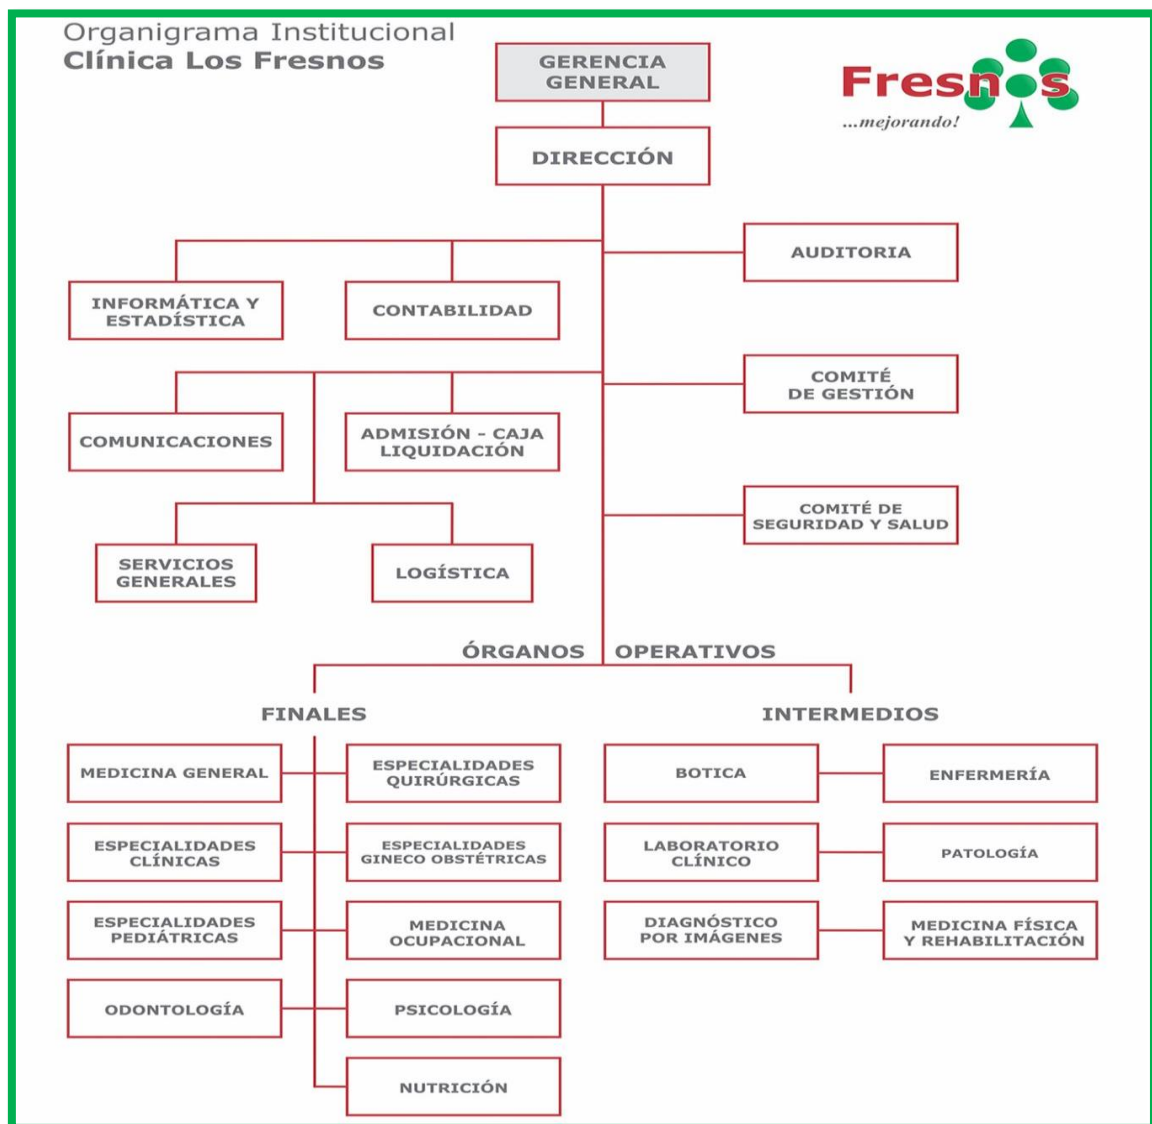 Organigrama Institucional
Clínica Los Fresnos
GERENCIA
GENERAL
Fresnos
...mejorando!
DIRECCIÓN
AUDITORIA
INFORMÁTICA Y
ESTADÍSTICA
CONTABILIDAD
COMITÉ
DE GESTIÓN
COMUNICACIONES
ADMISIÓN - CAJA
LIQUIDACIÓN
COMITÉ DE
SEGURIDAD Y SALUD
SERVICIOS
GENERALES
LOGÍSTICA
ÓRGANOS OPERATIVOS
FINALES
INTERMEDIOS
MEDICINA GENERAL
ESPECIALIDADES
QUIRÚRGICAS
BOTICA
ENFERMERÍA
ESPECIALIDADES
CLÍNICAS
ESPECIALIDADES
GINECO OBSTÉTRICAS
LABORATORIO
CLÍNICO
PATOLOGÍA
ESPECIALIDADES
PEDIÁTRICAS
MEDICINA
OCUPACIONAL
DIAGNÓSTICO
POR IMÁGENES
MEDICINA FÍSICA
Y REHABILITACIÓN
ODONTOLOGÍA
PSICOLOGÍA
NUTRICIÓN